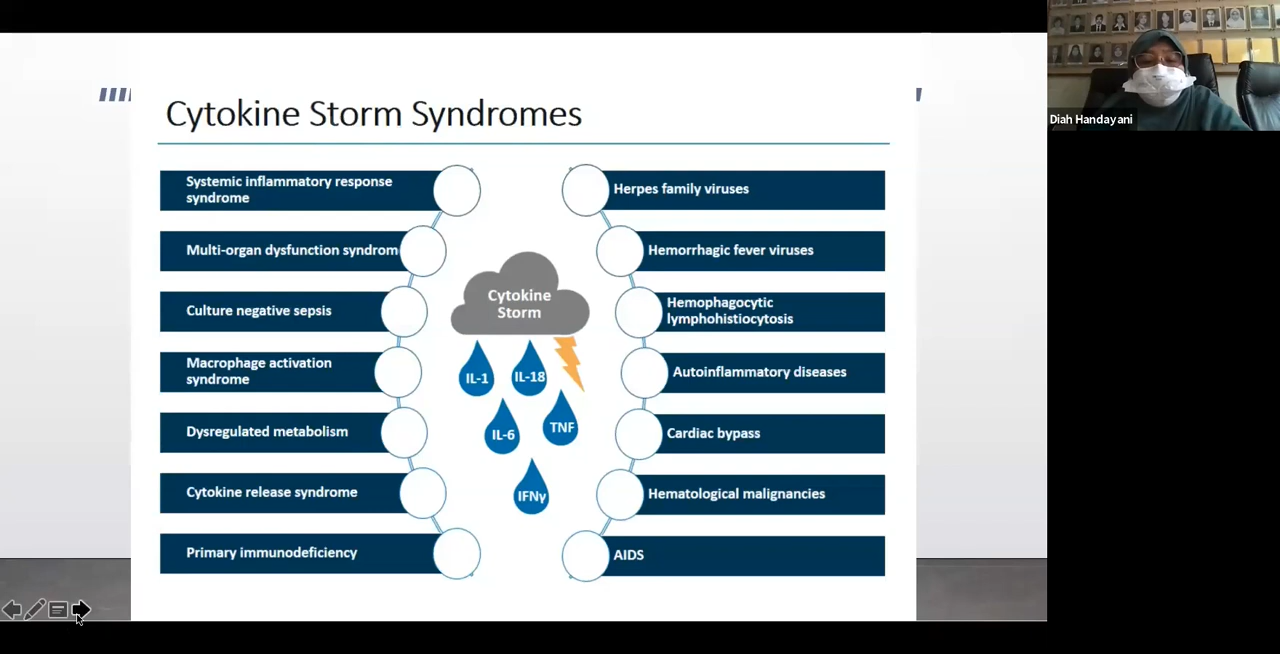 Cytokine Storm Syndromes
Systemic inflammatory response
syndrome
Multi-organ dysfunction syndrom
Culture negative sepsis
Macrophage activation
syndrome
Dysregulated metabolism
Cytokine release syndrome
Primary immunodeficiency
Cytokine
Storm
IL-1
IL-18
IL-6
TNF
IFNγ
Herpes family viruses
Hemorrhagic fever viruses
Hemophagocytic
lymphohistiocytosis
Autoinflammatory diseases
Cardiac bypass
Hematological malignancies
AIDS
Diah Handayani